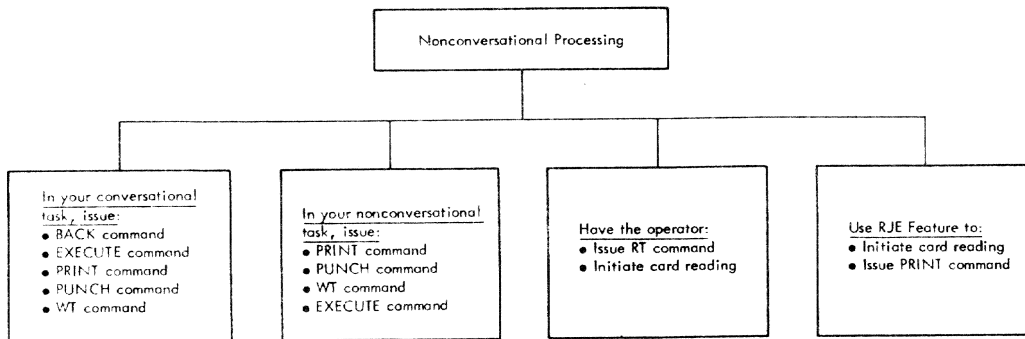 Nonconversational Processing
In your conversational
task, issue:
• BACK command
• EXECUTE command
• PRINT command
• PUNCH command
• WT command
In your nonconversational
task, issue:
• PRINT command
• PUNCH command
• WT command
• EXECUTE command
Have the operator:
• Issue RT command
• Initiate card reading
Use RJE Feature to:
• Initiate card reading
• Issue PRINT command